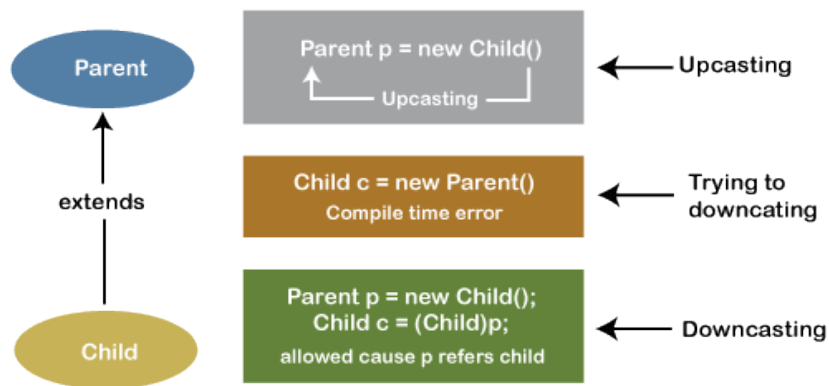 Parent
extends
Child
Parent p = new Child()
Upcasting
Upcasting
Child c = new Parent()
Compile time error
Trying to
downcating
Parent p = new Child();
Child c = (Child)p;
allowed cause p refers child
Downcasting